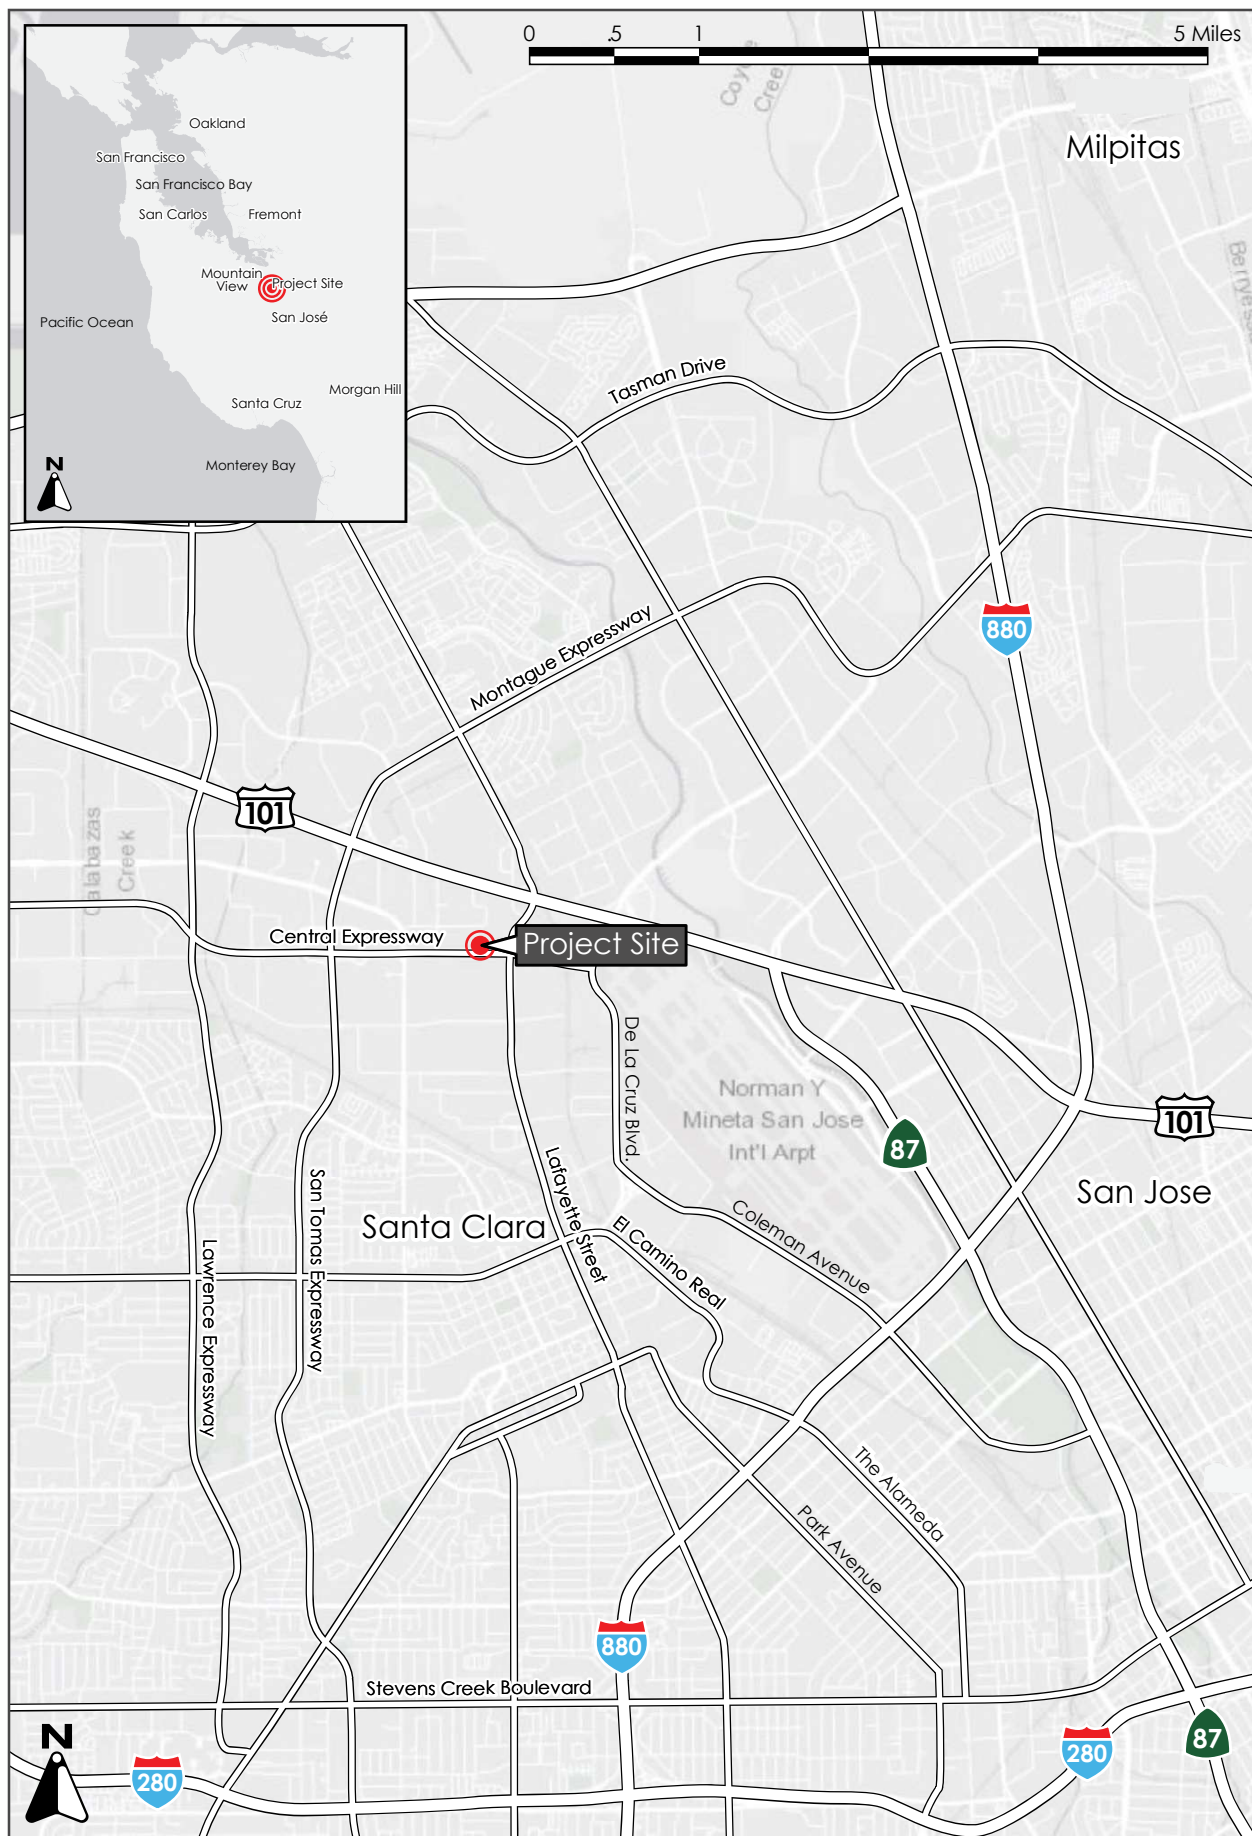 0 .5 1 5 Miles
Coyote
Creek
Milpitas
Oakland
San Francisco
San Francisco Bay
San Carlos
Fremont
Mountain
View
Project Site
San José
Pacific Ocean
Morgan Hill
Santa Cruz
Monterey Bay
N
Tasman Drive
Montague Expressway
880
101
Calabazas
Creek
Central Expressway
Project Site
De La Cruz Blvd.
Norman Y
Mineta San Jose
Int'l Arpt
87
101
San Jose
Santa Clara
Lafayette Street
El Camino Real
Coleman Avenue
San Tomas Expressway
Lawrence Expressway
The Alameda
Park Avenue
880
Stevens Creek Boulevard
N
280
280
87